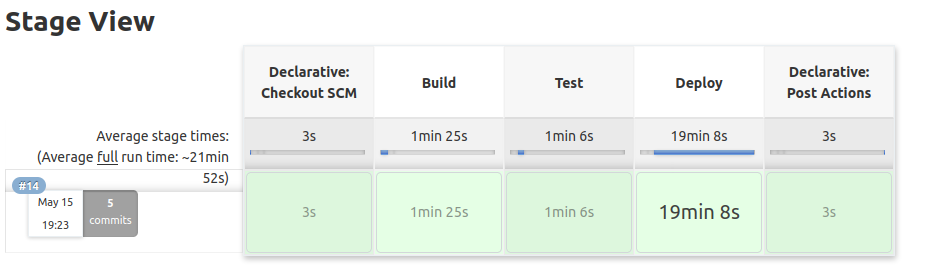 Stage View
Declarative:
Checkout SCM
Build
Test
Deploy
Declarative:
Post Actions
Average stage times:
(Average full run time: ~21min
52s)
3s
1min 25s
1min 6s
19min 8s
3s
#14
May 15
19:23
5
commits
3s
1min 25s
1min 6s
19min 8s
3s